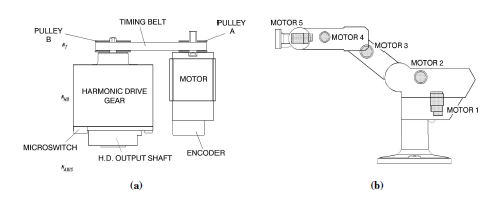 PULLEY
B
TIMING BELT
PULLEY
A
HARMONIC DRIVE
GEAR
MOTOR
MICROSWITCH
H.D. OUTPUT SHAFT
ENCODER
(a)
MOTOR 5
MOTOR 4
MOTOR 3
MOTOR 2
MOTOR 1
(b)